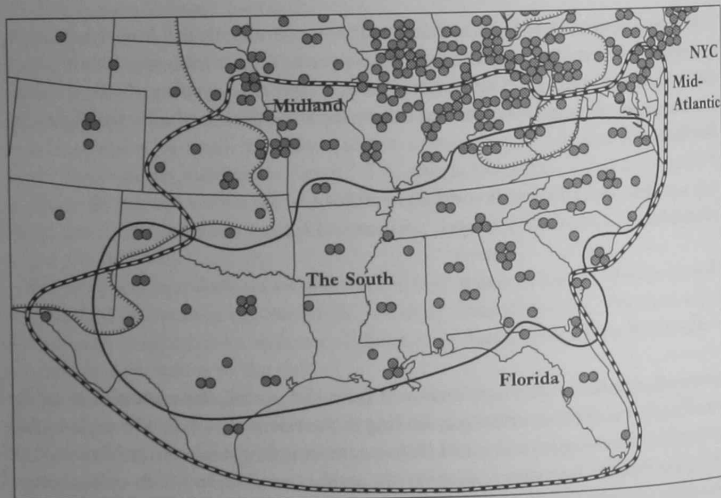 NYC
Mid-
Atlantic
Midland
The South
Florida